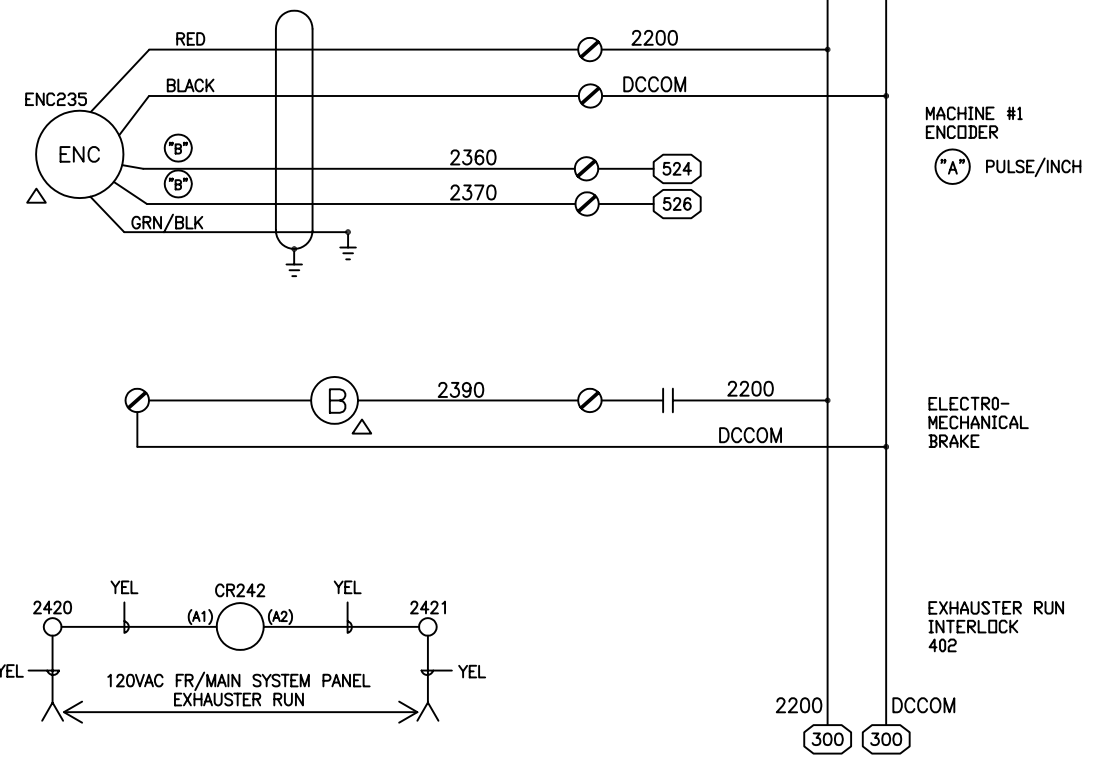 RED
2200
BLACK
DCCOM
ENC235
ENC
MACHINE #1
ENCODER
"A" PULSE/INCH
"B"
2360
524
"B"
2370
526
GRN/BLK
B
2390
2200
DCCOM
ELECTRO-
MECHANICAL
BRAKE
YEL
CR242
YEL
2420
(A1)
(A2)
2421
EXHAUSTER RUN
INTERLOCK
402
YEL
YEL
120VAC FR/MAIN SYSTEM PANEL
EXHAUSTER RUN
2200
DCCOM
300
300